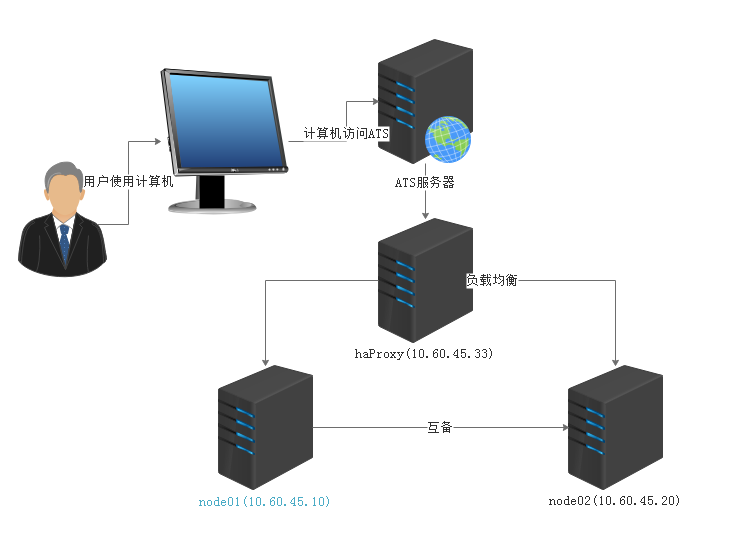 计算机访问ATS
用户使用计算机
ATS服务器
负载均衡
haProxy(10.60.45.33)
互备
node01(10.60.45.10)
node02(10.60.45.20)